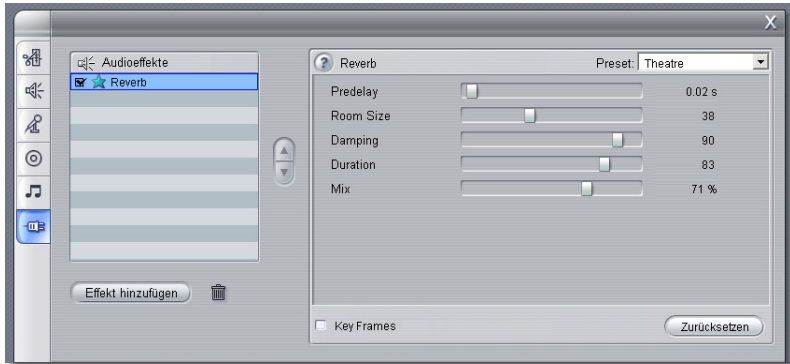 X
Audioeffekte
Reverb
? Reverb Preset: Theatre
Predelay 0.02 s
Room Size 38
Damping 90
Duration 83
Mix 71 %
Effekt hinzufügen
Key Frames Zurücksetzen